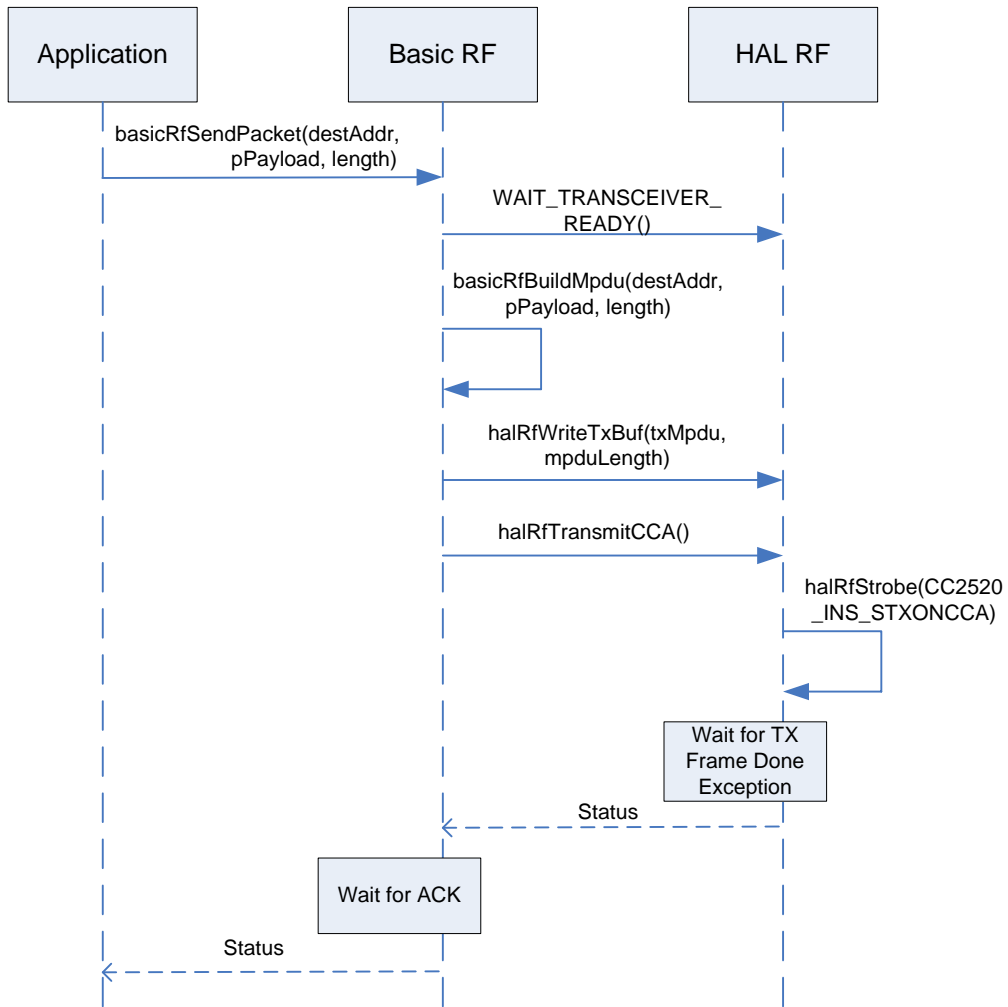 Application
Basic RF
HAL RF
basicRfSendPacket(destAddr,
pPayload, length)
WAIT_TRANSCEIVER_
READY()
basicRfBuildMpdu(destAddr,
pPayload, length)
halRfWriteTxBuf(txMpdu,
mpduLength)
halRfTransmitCCA()
halRfStrobe(CC2520
_INS_STXONCCA)
Wait for TX
Frame Done
Exception
Status
Wait for ACK
Status